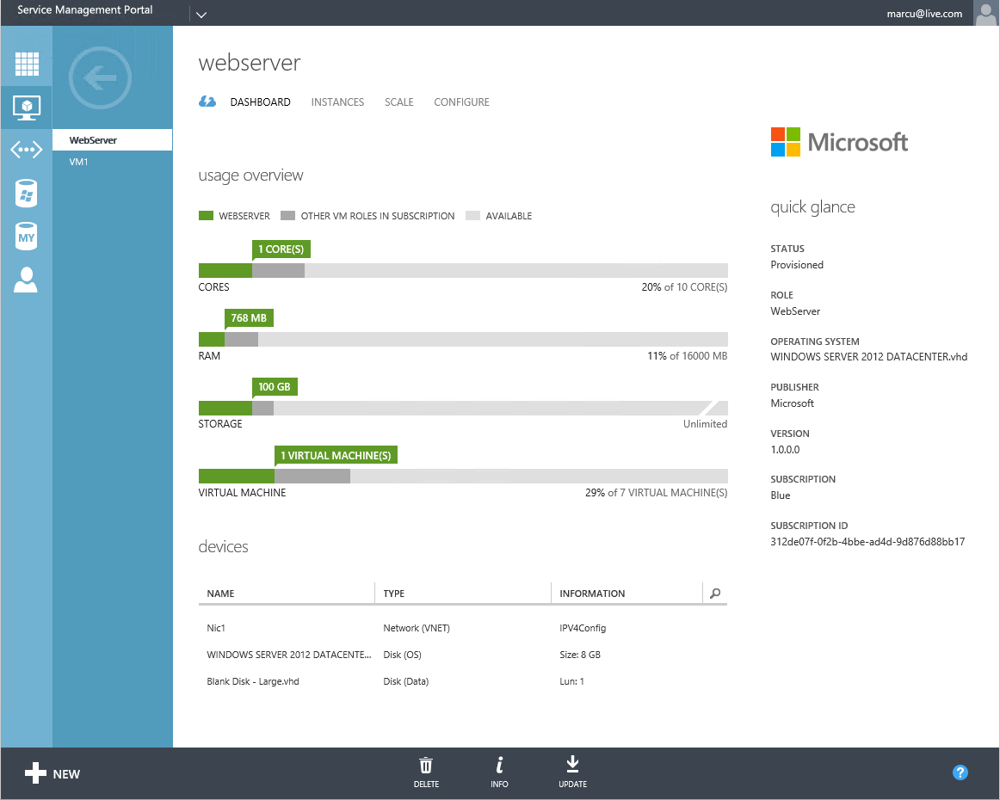 Service Management Portal
marcu@live.com
WebServer
VM1
MY
webserver
DASHBOARD INSTANCES SCALE CONFIGURE
usage overview
WEBSERVER OTHER VM ROLES IN SUBSCRIPTION AVAILABLE
1 CORE(S)
CORES 20% of 10 CORE(S)
768 MB
RAM 11% of 16000 MB
100 GB
STORAGE Unlimited
1 VIRTUAL MACHINE(S)
VIRTUAL MACHINE 29% of 7 VIRTUAL MACHINE(S)
devices
NAME TYPE INFORMATION
Nic1 Network (VNET) IPV4Config
WINDOWS SERVER 2012 DATACENTE... Disk (OS) Size: 8 GB
Blank Disk - Large.vhd Disk (Data) Lun: 1
Microsoft
quick glance
STATUS
Provisioned
ROLE
WebServer
OPERATING SYSTEM
WINDOWS SERVER 2012 DATACENTER.vhd
PUBLISHER
Microsoft
VERSION
1.0.0.0
SUBSCRIPTION
Blue
SUBSCRIPTION ID
312de07f-0f2b-4bbe-ad4d-9d876d88bb17
NEW
DELETE
i
INFO
UPDATE
?